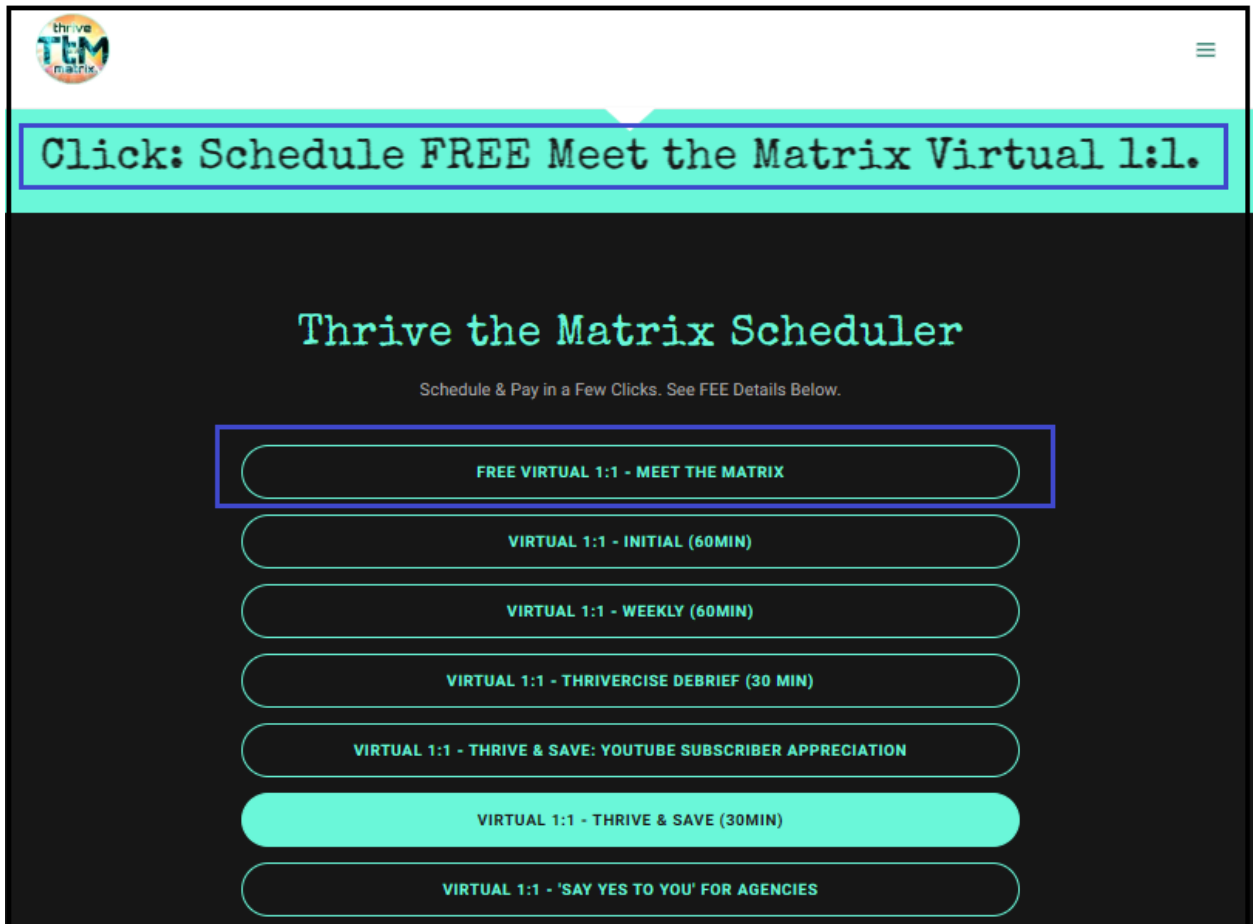 thrive
TtM
matrix.
Click: Schedule FREE Meet the Matrix Virtual 1:1.
Thrive the Matrix Scheduler
Schedule & Pay in a Few Clicks. See FEE Details Below.
FREE VIRTUAL 1:1 - MEET THE MATRIX
VIRTUAL 1:1 - INITIAL (60MIN)
VIRTUAL 1:1 - WEEKLY (60MIN)
VIRTUAL 1:1 - THRIVERCISE DEBRIEF (30 MIN)
VIRTUAL 1:1 - THRIVE & SAVE: YOUTUBE SUBSCRIBER APPRECIATION
VIRTUAL 1:1 - THRIVE & SAVE (30MIN)
VIRTUAL 1:1 - 'SAY YES TO YOU' FOR AGENCIES